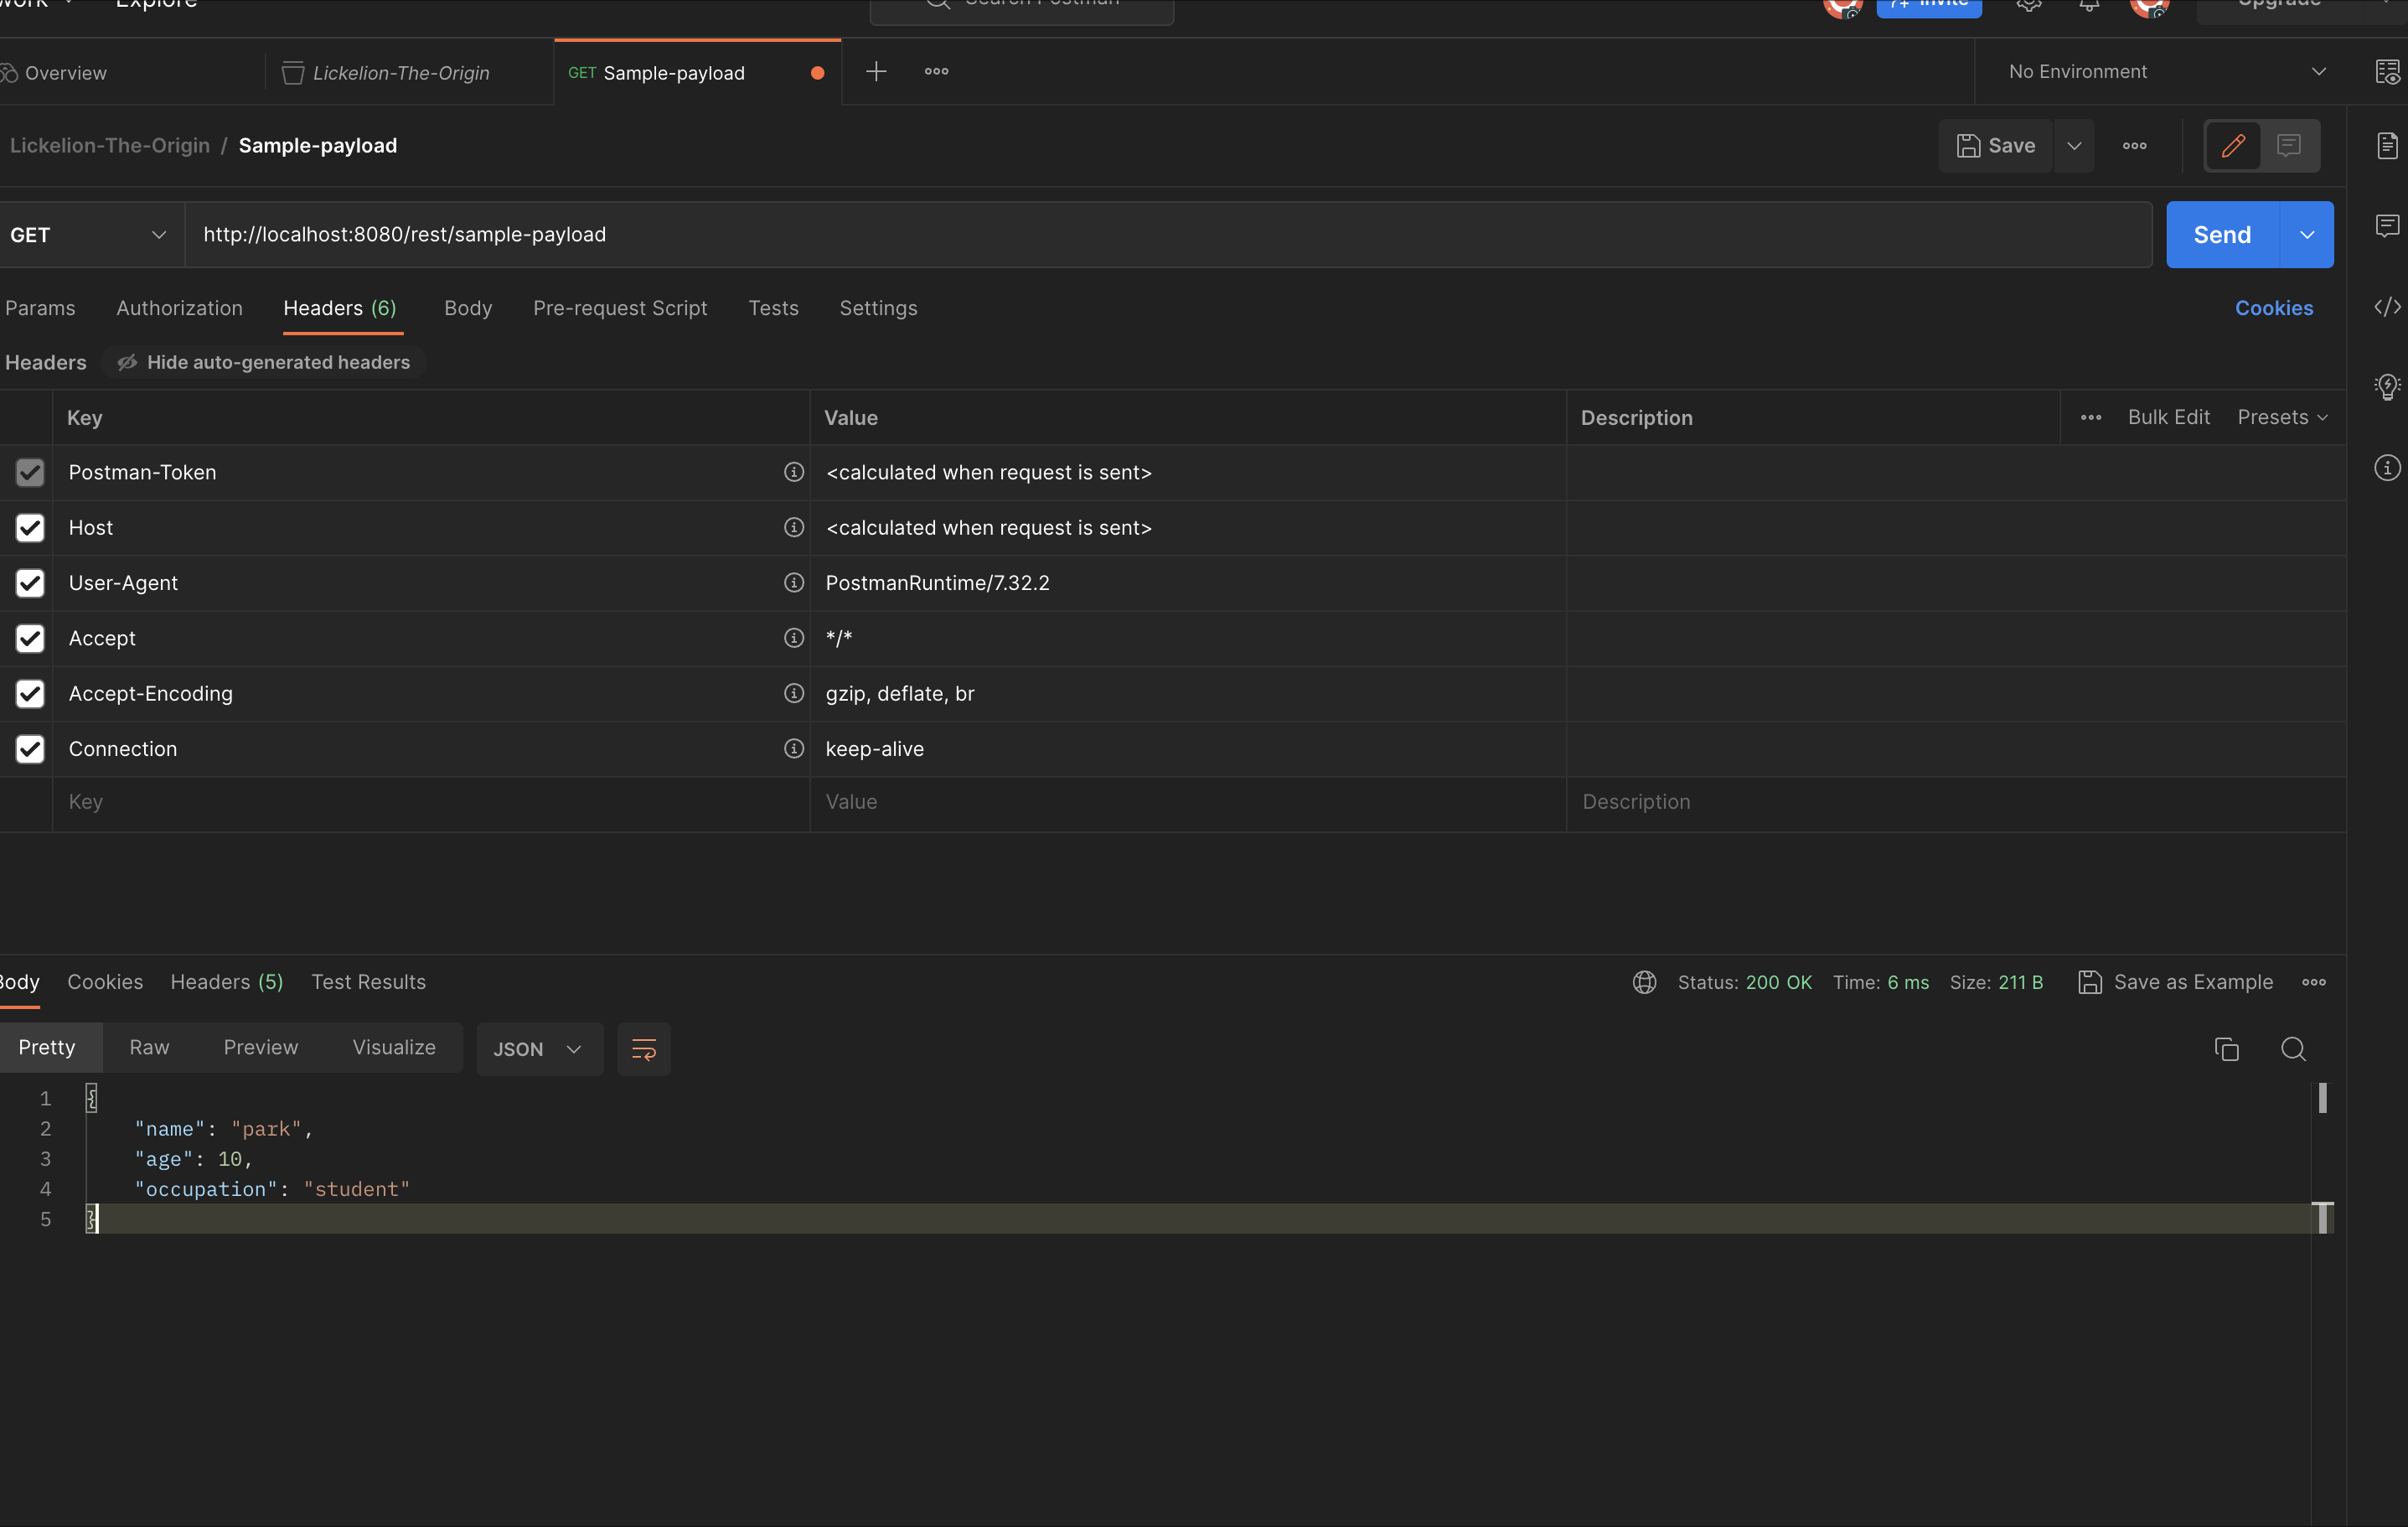 Explore
Search Postman
Invite
Upgrade
Overview
Lickelion-The-Origin
GET Sample-payload
No Environment
Lickelion-The-Origin / Sample-payload
Save
GET
http://localhost:8080/rest/sample-payload
Send
Params Authorization Headers (6) Body Pre-request Script Tests Settings
Cookies
Headers Hide auto-generated headers
Key Value Description Bulk Edit Presets
Postman-Token <calculated when request is sent>
Host <calculated when request is sent>
User-Agent PostmanRuntime/7.32.2
Accept */*
Accept-Encoding gzip, deflate, br
Connection keep-alive
Key Value Description
Body Cookies Headers (5) Test Results
Status: 200 OK Time: 6 ms Size: 211 B Save as Example
Pretty Raw Preview Visualize JSON
1 {
2 "name": "park",
3 "age": 10,
4 "occupation": "student"
5 }